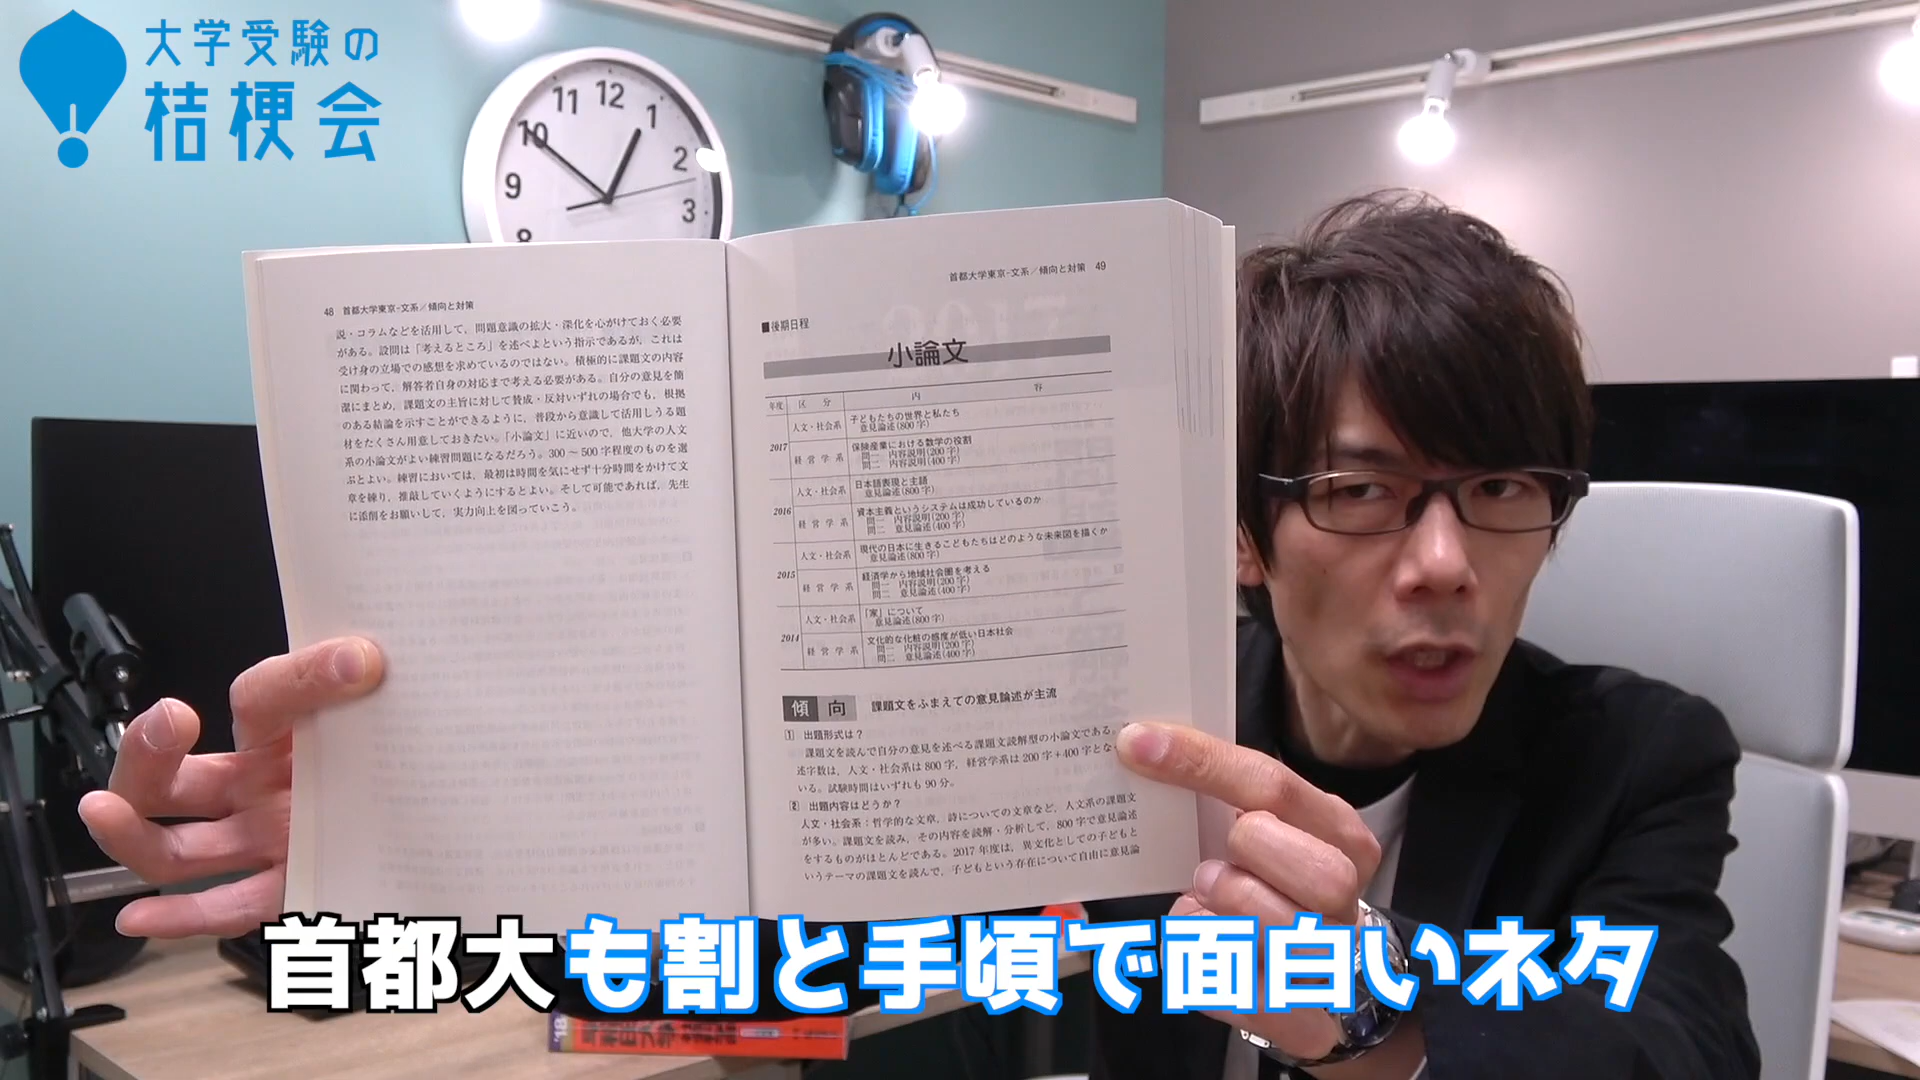 大学受験の
桔梗会
11 12 1
10 2
9 3
8
48 首都大学東京-文系／傾向と対策
説・コラムなどを活用して，問題意識の拡大・深化を心がけておく必要
がある。設問は「考えるところ」を述べよという指示であるが，これは
受け身の立場での感想を求めているのではない。積極的に課題文の内容
に関わって，解答者自身の対応まで考える必要がある。自分の意見を簡
潔にまとめ，課題文の主旨に対して賛成・反対いずれの場合でも，根拠
のある結論を示すことができるように，普段から意識して活用しうる題
材をたくさん用意しておきたい。「小論文」に近いので，他大学の人文
系の小論文がよい練習問題になるだろう。300～500字程度のものを選
ぶとよい。練習においては，最初は時間を気にせず十分時間をかけて文
章を練り，推敲していくようにするとよい。そして可能であれば，先生
に添削をお願いして，実力向上を図っていこう。
首都大学東京-文系／傾向と対策 49
■後期日程
小論文
年度 区分 内容
2017 人文・社会系 子どもたちの世界と私たち
意見論述(800字)
経営学系 保険産業における数学の役割
問一 内容説明(200字)
問二 内容説明(400字)
2016 人文・社会系 日本語表現と主語
意見論述(800字)
経営学系 資本主義というシステムは成功しているのか
問一 内容説明(200字)
問二 意見論述(400字)
2015 人文・社会系 現代の日本に生きるこどもたちはどのような未来図を描くか
意見論述(800字)
経営学系 経済学から地域社会圏を考える
問一 内容説明(200字)
問二 意見論述(400字)
2014 人文・社会系 「家」について
意見論述(800字)
経営学系 文化的な化粧の感度が低い日本社会
問一 内容説明(200字)
問二 意見論述(400字)
傾向 課題文をふまえての意見論述が主流
1 出題形式は？
課題文を読んで自分の意見を述べる課題文読解型の小論文である。
述字数は，人文・社会系は800字，経営学系は200字＋400字とな
いる。試験時間はいずれも90分。
2 出題内容はどうか？
人文・社会系：哲学的な文章，詩についての文章など，人文系の課題文
が多い。課題文を読み，その内容を読解・分析して，800字で意見論述
をするものがほとんどである。2017年度は，異文化としての子どもと
いうテーマの課題文を読んで，子どもという存在について自由に意見論
首都大も割と手頃で面白いネタ